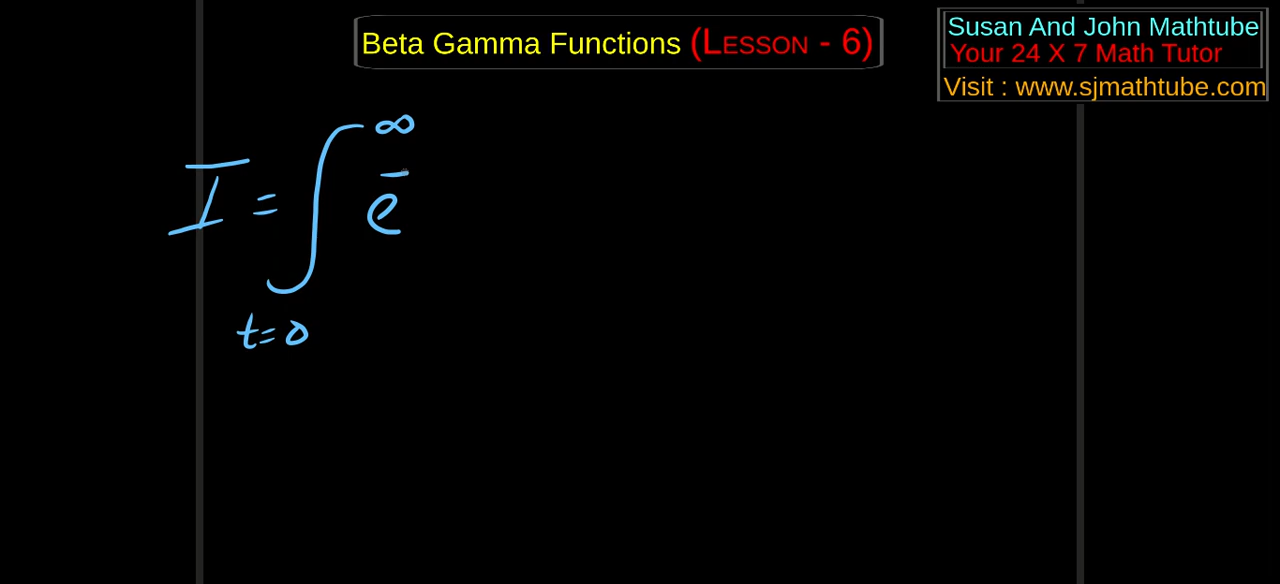 Beta Gamma Functions (LESSON - 6)
Susan And John Mathtube
Your 24 X 7 Math Tutor
Visit : www.sjmathtube.com
∞
I = ∫ e⁻
t=0